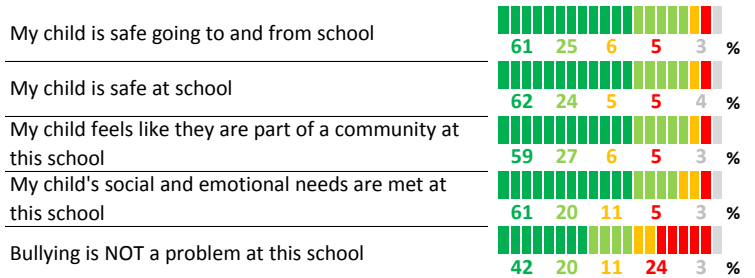 My child is safe going to and from school
61 25 6 5 3 %
My child is safe at school
62 24 5 5 4 %
My child feels like they are part of a community at
this school
59 27 6 5 3 %
My child's social and emotional needs are met at
this school
61 20 11 5 3 %
Bullying is NOT a problem at this school
42 20 11 24 3 %